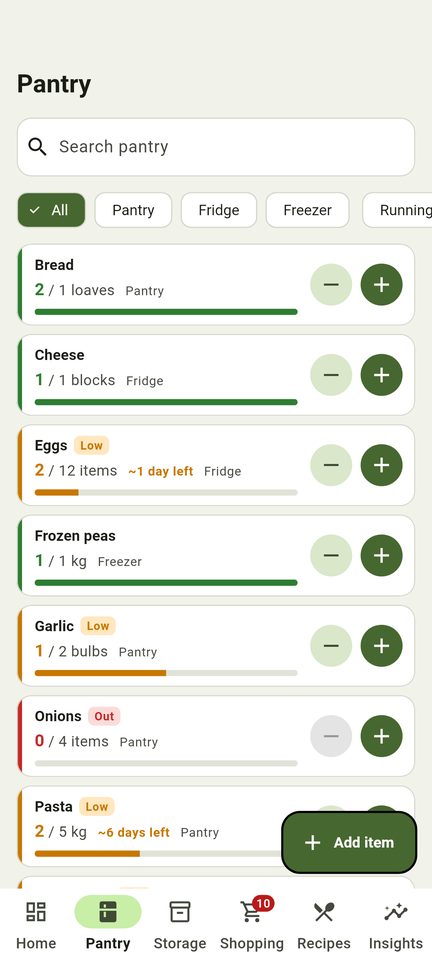 Pantry
Search pantry
All Pantry Fridge Freezer Running
Bread
2 / 1 loaves Pantry
Cheese
1 / 1 blocks Fridge
Eggs Low
2 / 12 items ~1 day left Fridge
Frozen peas
1 / 1 kg Freezer
Garlic Low
1 / 2 bulbs Pantry
Onions Out
0 / 4 items Pantry
Pasta Low
2 / 5 kg ~6 days left Pantry
Add item
10
Home Pantry Storage Shopping Recipes Insights